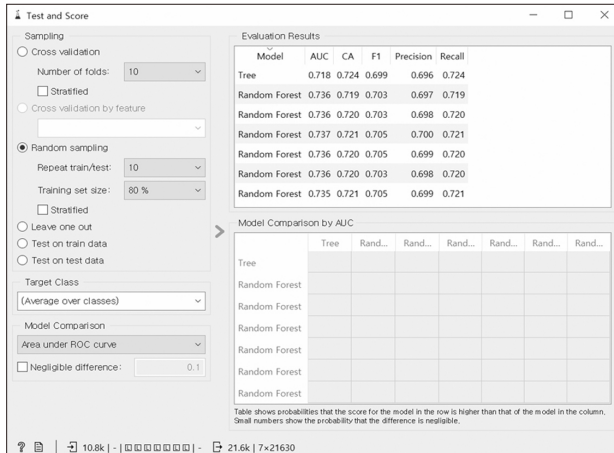 Test and Score
Sampling
Cross validation
Number of folds: 10
Stratified
Cross validation by feature
Random sampling
Repeat train/test: 10
Training set size: 80 %
Stratified
Leave one out
Test on train data
Test on test data
Target Class
(Average over classes)
Model Comparison
Area under ROC curve
Negligible difference: 0.1
Evaluation Results
Model AUC CA F1 Precision Recall
Tree 0.718 0.724 0.699 0.696 0.724
Random Forest 0.736 0.719 0.703 0.697 0.719
Random Forest 0.736 0.720 0.703 0.698 0.720
Random Forest 0.737 0.721 0.705 0.700 0.721
Random Forest 0.736 0.720 0.705 0.699 0.720
Random Forest 0.736 0.720 0.703 0.698 0.720
Random Forest 0.735 0.721 0.705 0.699 0.721
Model Comparison by AUC
Tree Rand... Rand... Rand... Rand... Rand... Rand...
Tree
Random Forest
Random Forest
Random Forest
Random Forest
Random Forest
Random Forest
Table shows probabilities that the score for the model in the row is higher than that of the model in the column.
Small numbers show the probability that the difference is negligible.
? 10.8k | - | - 21.6k | 7×21630